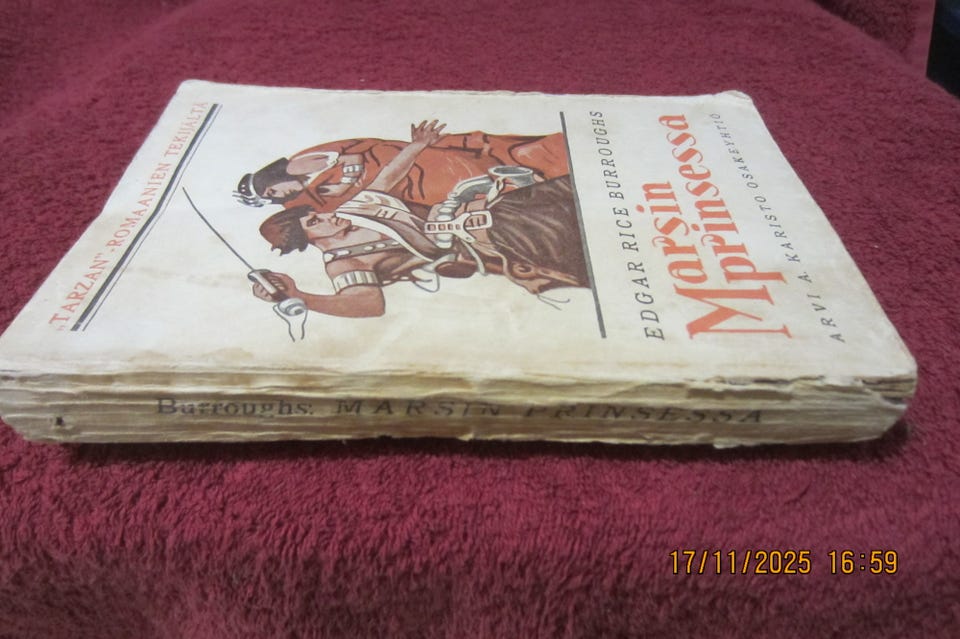 „TARZAN"-ROMAANIEN TEKIJÄLTÄ
EDGAR RICE BURROUGHS
Marsin
prinsessa
ARVI A. KARISTO OSAKEYHTIÖ
Burroughs: MARSIN PRINSESSA
17/11/2025 16:59